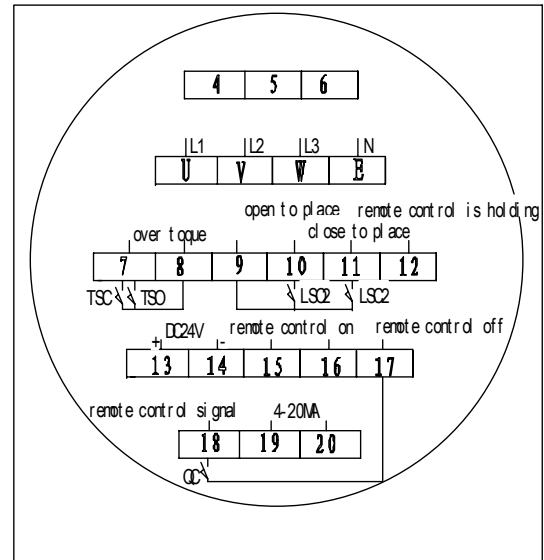 4 5 6
L1 L2 L3 N
U V W E
open to place remote control is holding
over toque close to place
7 8 9 10 11 12
TSC TSO LSO2 LSC2
DC24V remote control on remote control off
+ -
13 14 15 16 17
remote control signal 4-20MA
18 19 20
OC